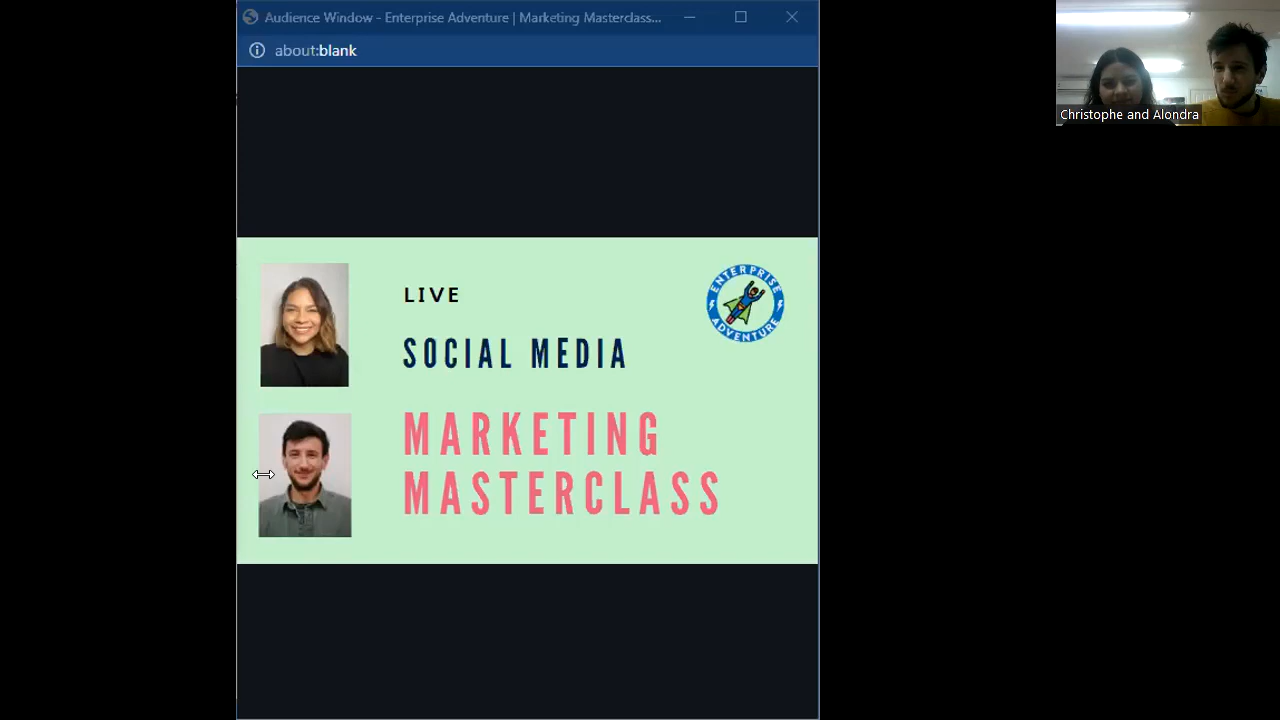 Audience Window - Enterprise Adventure | Marketing Masterclass...
about:blank
Christophe and Alondra
LIVE
ENTERPRISE
ADVENTURE
SOCIAL MEDIA
MARKETING
MASTERCLASS